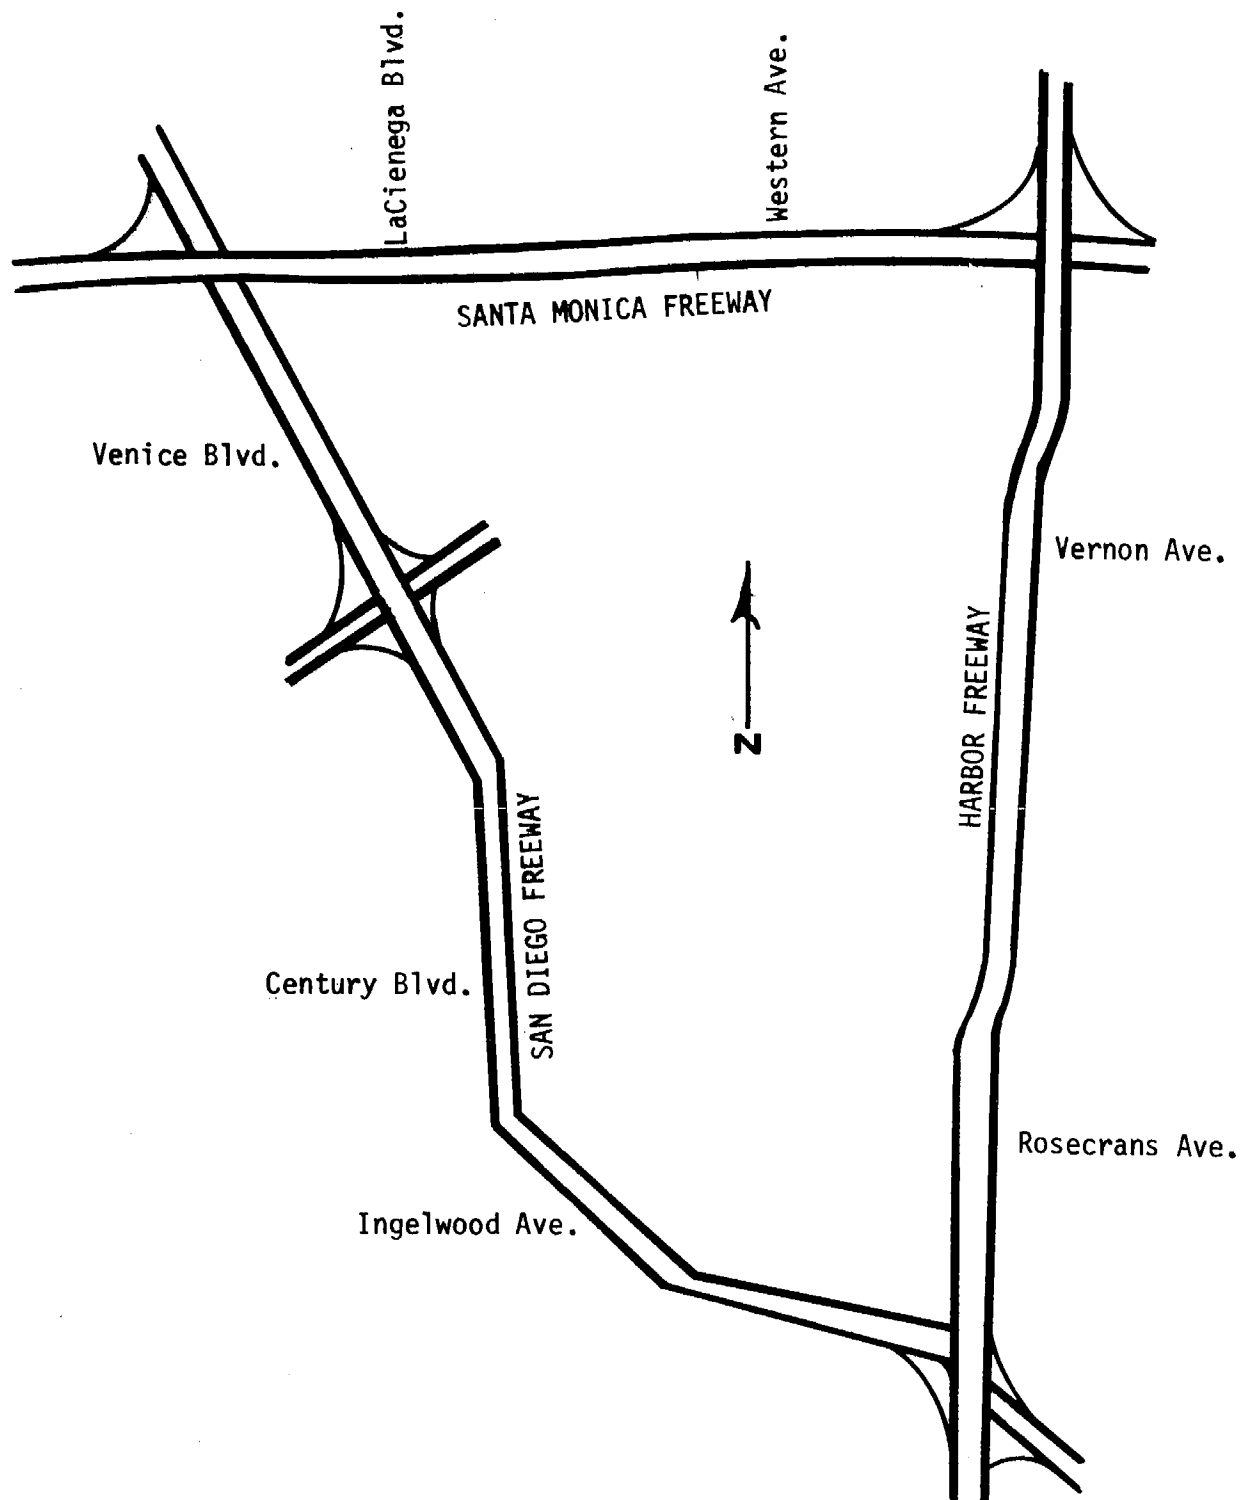 LaCienega Blvd.
Western Ave.
SANTA MONICA FREEWAY
Venice Blvd.
Vernon Ave.
HARBOR FREEWAY
N
SAN DIEGO FREEWAY
Century Blvd.
Rosecrans Ave.
Ingelwood Ave.